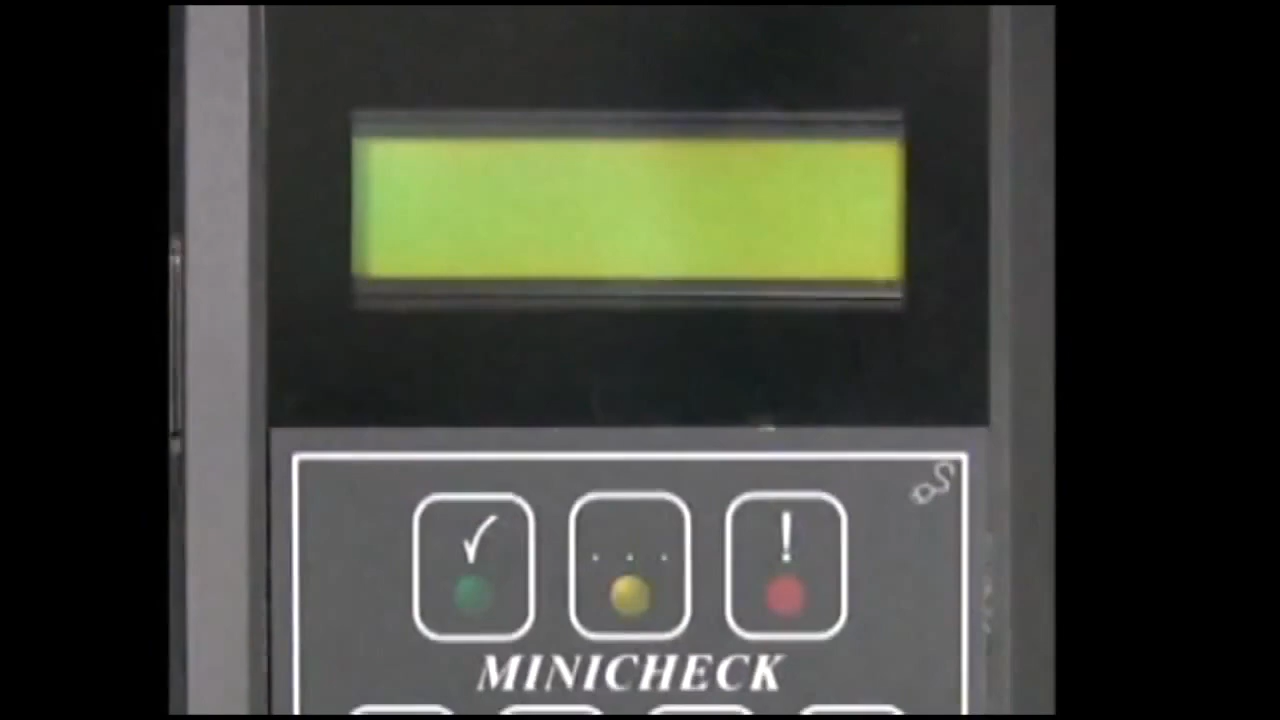 ✓ . . . !
MINICHECK